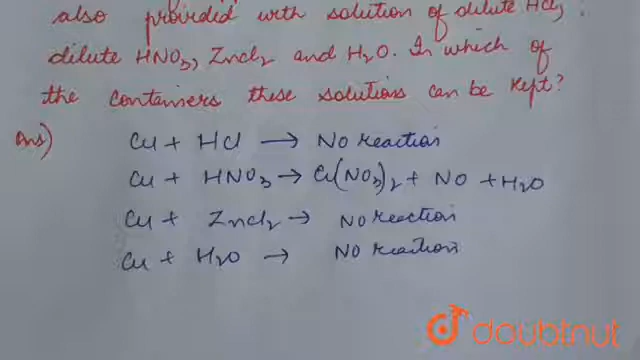 also provided with solution of dilute HCl,
dilute HNO3, ZnCl2 and H2O. In which of
the containers these solutions can be kept?
Ans) Cu + HCl → No reaction
Cu + HNO3 → Cu(NO3)2 + NO + H2O
Cu + ZnCl2 → No reaction
Cu + H2O → No reaction
doubtnut